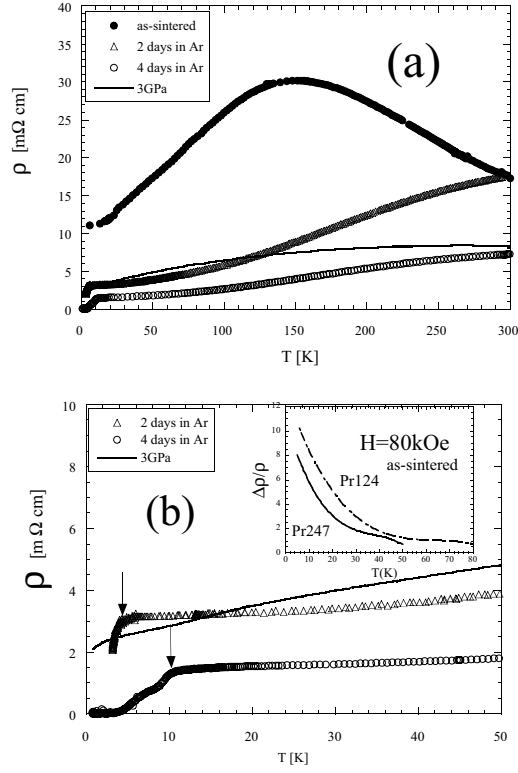 40
as-sintered
2 days in Ar
4 days in Ar
3GPa
(a)
35
30
25
20
15
10
5
0
ρ [mΩ cm]
0 50 100 150 200 250 300
T [K]
10
2 days in Ar
4 days in Ar
3GPa
(b)
8
6
4
2
0
ρ [m Ω cm]
12
10
8
6
4
2
0
Δρ/ρ
H=80kOe
as-sintered
Pr124
Pr247
0 10 20 30 40 50 60 70 80
T(K)
0 10 20 30 40 50
T [K]